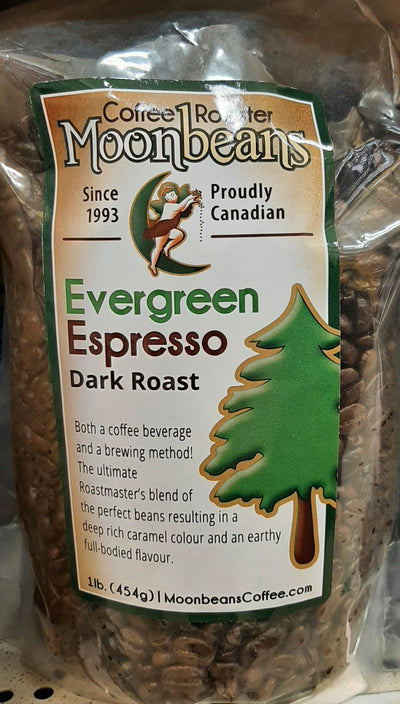 Coffee Roaster
Moonbeans
Since
1993
Proudly
Canadian
Evergreen
Espresso
Dark Roast
Both a coffee beverage
and a brewing method!
The ultimate
Roastmaster's blend of
the perfect beans resulting in a
deep rich caramel colour and an earthy
full-bodied flavour.
1lb. (454g) | MoonbeansCoffee.com